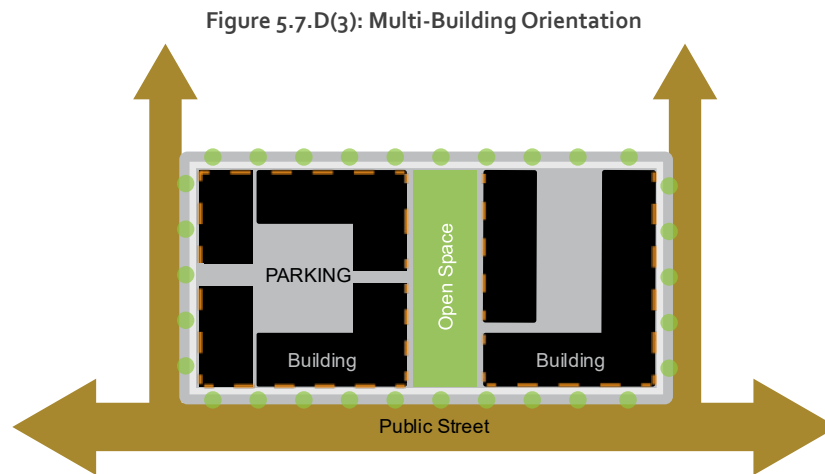 Figure 5.7.D(3): Multi-Building Orientation
PARKING
Open Space
Building
Building
Public Street